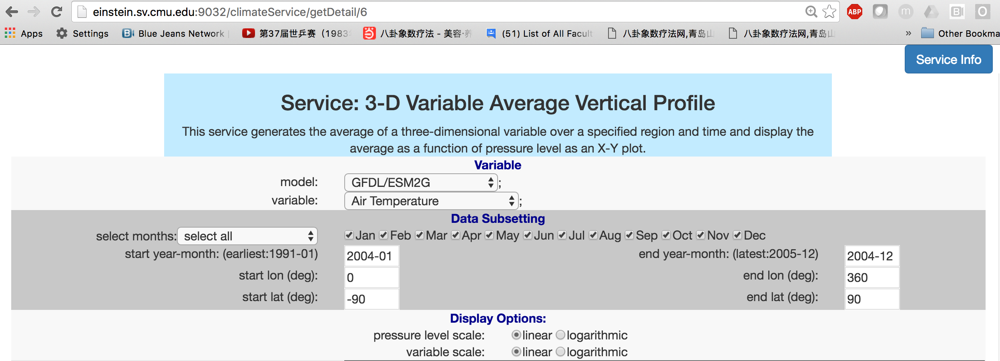 einstein.sv.cmu.edu:9032/climateService/getDetail/6
ABP
m
B
O
Apps Settings Blue Jeans Network 第37届世乒赛（1983 八卦象数疗法 - 美容·养 (51) List of All Facult 八卦象数疗法网,青岛山 八卦象数疗法网,青岛山 » Other Bookma
Service Info
Service: 3-D Variable Average Vertical Profile
This service generates the average of a three-dimensional variable over a specified region and time and display the
average as a function of pressure level as an X-Y plot.
Variable
model: GFDL/ESM2G ;
variable: Air Temperature ;
Data Subsetting
select months: select all Jan Feb Mar Apr May Jun Jul Aug Sep Oct Nov Dec
start year-month: (earliest:1991-01) 2004-01 end year-month: (latest:2005-12) 2004-12
start lon (deg): 0 end lon (deg): 360
start lat (deg): -90 end lat (deg): 90
Display Options:
pressure level scale: linear logarithmic
variable scale: linear logarithmic